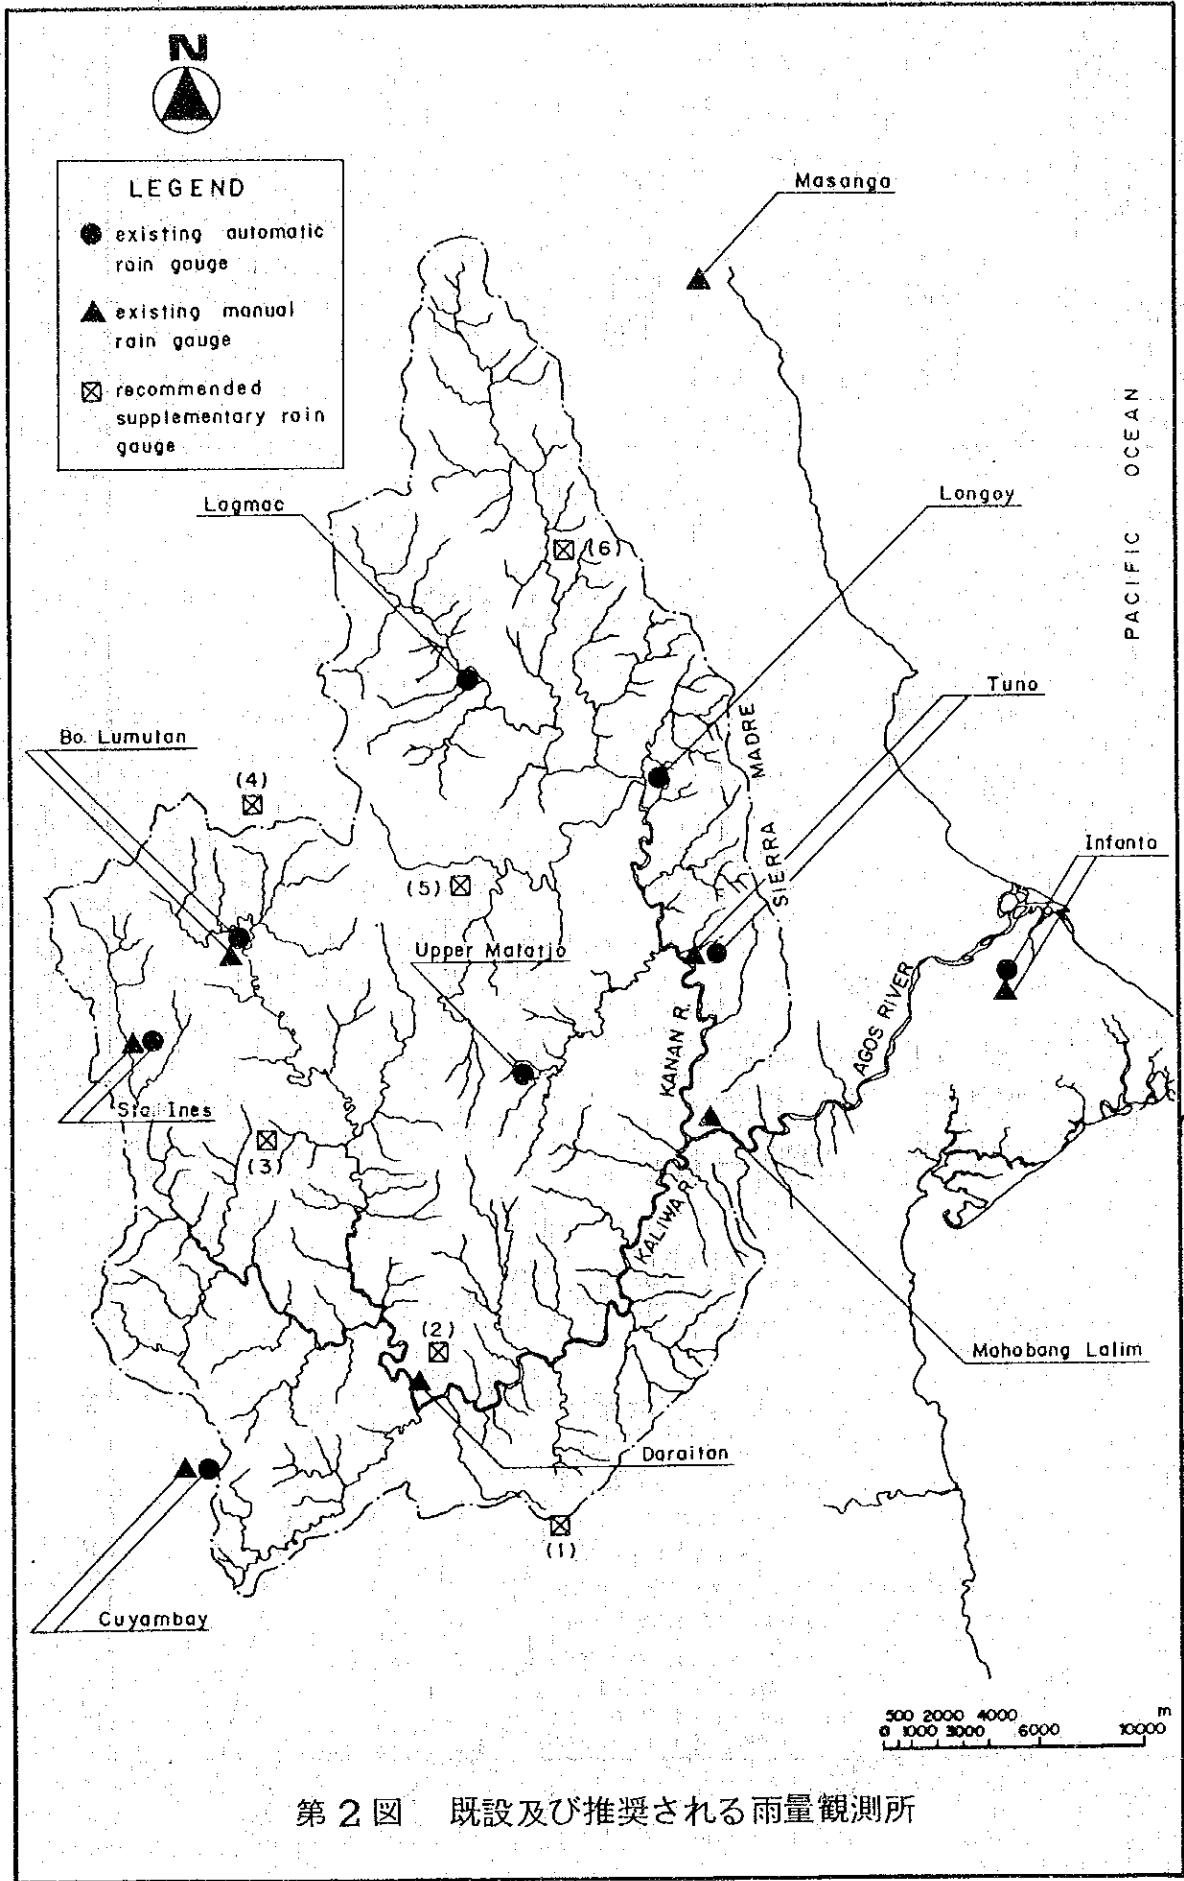 N
LEGEND
existing automatic
rain gauge
existing manual
rain gauge
recommended
supplementary rain
gauge
Masanga
PACIFIC OCEAN
Lagmac
Longoy
(6)
Tuno
Bo. Lumutan
MADRE
(4)
SIERRA
Infanta
(5)
Upper Matatio
AGOS RIVER
KANAN R.
Sta. Ines
(3)
KALIWA R.
(2)
Mahabang Lalim
Daraitan
(1)
Cuyambay
500 2000 4000 m
0 1000 3000 6000 10000
第2図 既設及び推奨される雨量観測所